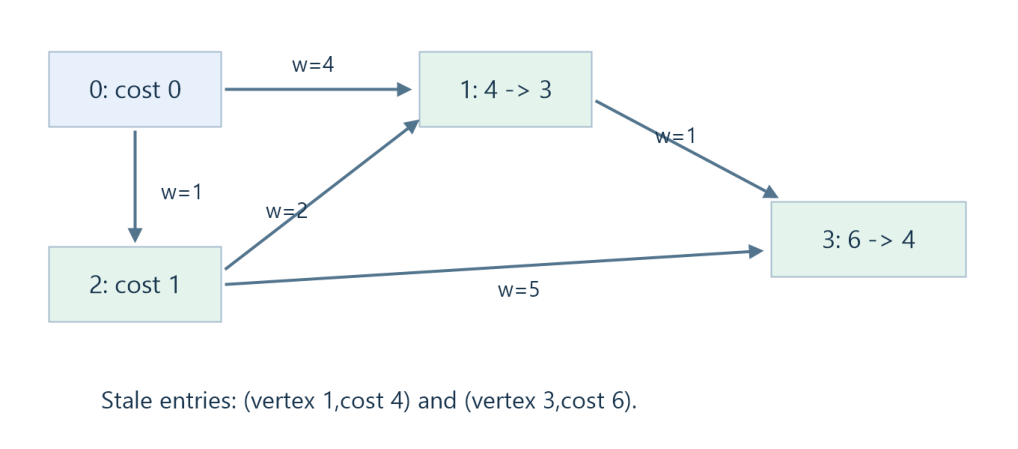 w=4
0: cost 0
1: 4 -> 3
w=1
w=1
w=2
3: 6 -> 4
2: cost 1
w=5
Stale entries: (vertex 1,cost 4) and (vertex 3,cost 6).